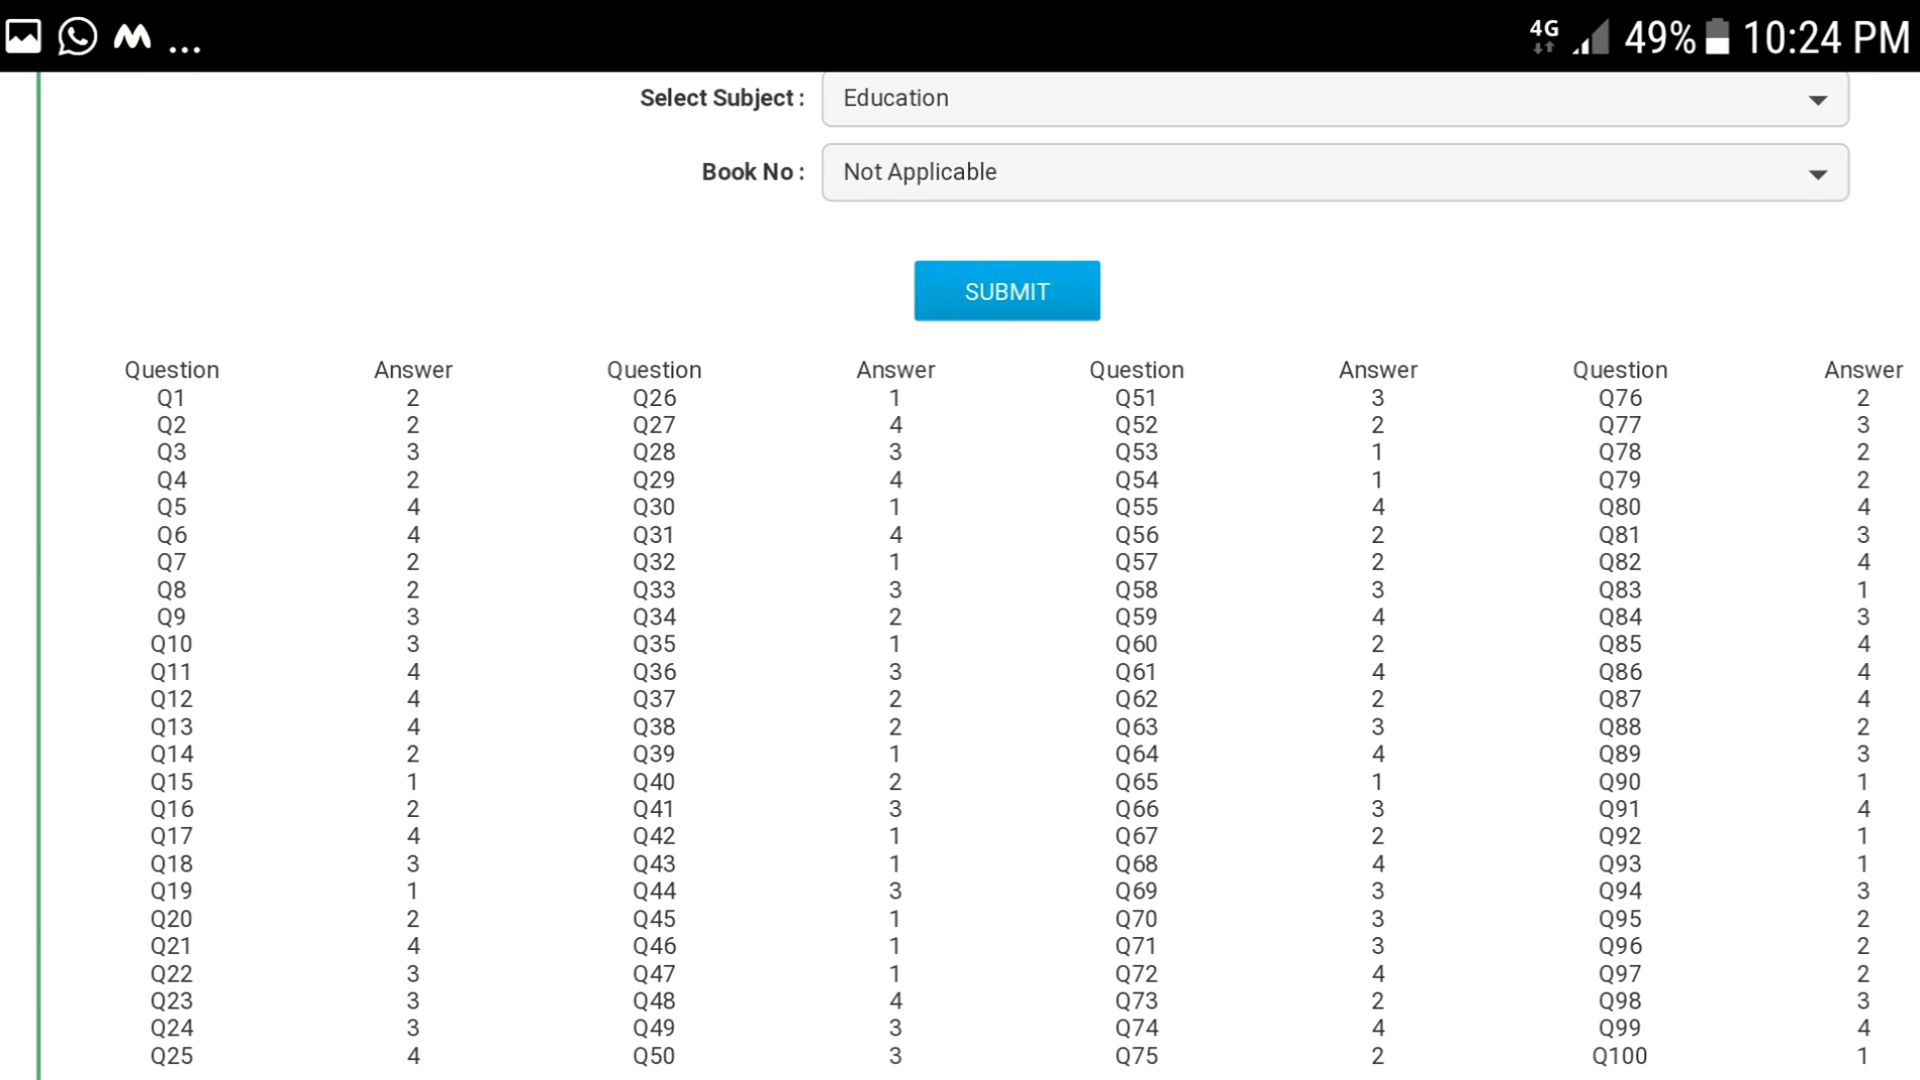 ... 4G 49% 10:24 PM
Select Subject : Education
Book No : Not Applicable
SUBMIT
Question Answer Question Answer Question Answer Question Answer
Q1 2 Q26 1 Q51 3 Q76 2
Q2 2 Q27 4 Q52 2 Q77 3
Q3 3 Q28 3 Q53 1 Q78 2
Q4 2 Q29 4 Q54 1 Q79 2
Q5 4 Q30 1 Q55 4 Q80 4
Q6 4 Q31 4 Q56 2 Q81 3
Q7 2 Q32 1 Q57 2 Q82 4
Q8 2 Q33 3 Q58 3 Q83 1
Q9 3 Q34 2 Q59 4 Q84 3
Q10 3 Q35 1 Q60 2 Q85 4
Q11 4 Q36 3 Q61 4 Q86 4
Q12 4 Q37 2 Q62 2 Q87 4
Q13 4 Q38 2 Q63 3 Q88 2
Q14 2 Q39 1 Q64 4 Q89 3
Q15 1 Q40 2 Q65 1 Q90 1
Q16 2 Q41 3 Q66 3 Q91 4
Q17 4 Q42 1 Q67 2 Q92 1
Q18 3 Q43 1 Q68 4 Q93 1
Q19 1 Q44 3 Q69 3 Q94 3
Q20 2 Q45 1 Q70 3 Q95 2
Q21 4 Q46 1 Q71 3 Q96 2
Q22 3 Q47 1 Q72 4 Q97 2
Q23 3 Q48 4 Q73 2 Q98 3
Q24 3 Q49 3 Q74 4 Q99 4
Q25 4 Q50 3 Q75 2 Q100 1